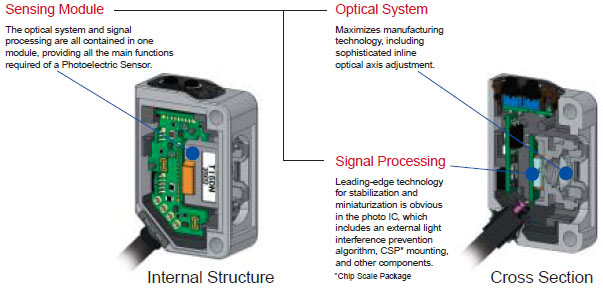 Sensing Module
The optical system and signal
processing are all contained in one
module, providing all the main functions
required of a Photoelectric Sensor.
Optical System
Maximizes manufacturing
technology, including
sophisticated inline
optical axis adjustment.
Signal Processing
Leading-edge technology
for stabilization and
miniaturization is obvious
in the photo IC, which
includes an external light
interference prevention
algorithm, CSP* mounting,
and other components.
*Chip Scale Package
Internal Structure
Cross Section